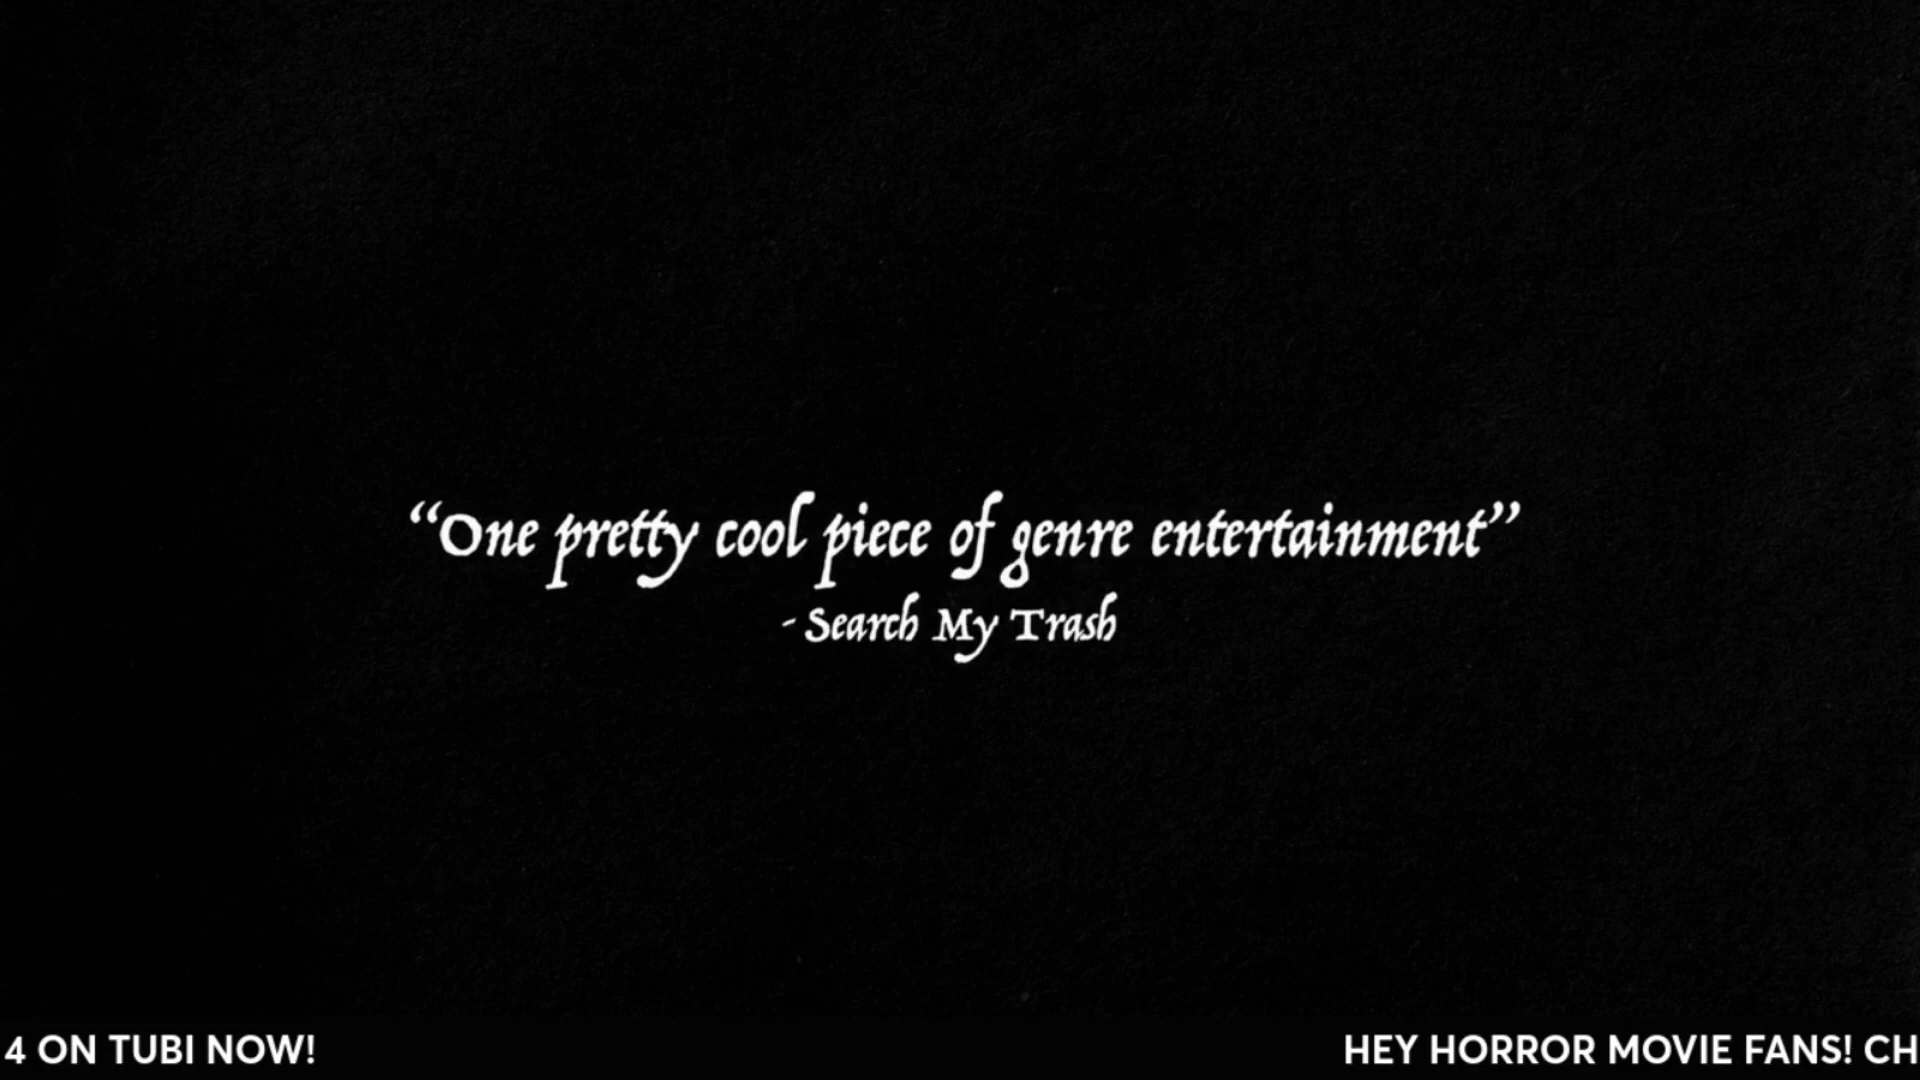 “One pretty cool piece of genre entertainment”
- Search My Trash
4 ON TUBI NOW!
HEY HORROR MOVIE FANS! CH